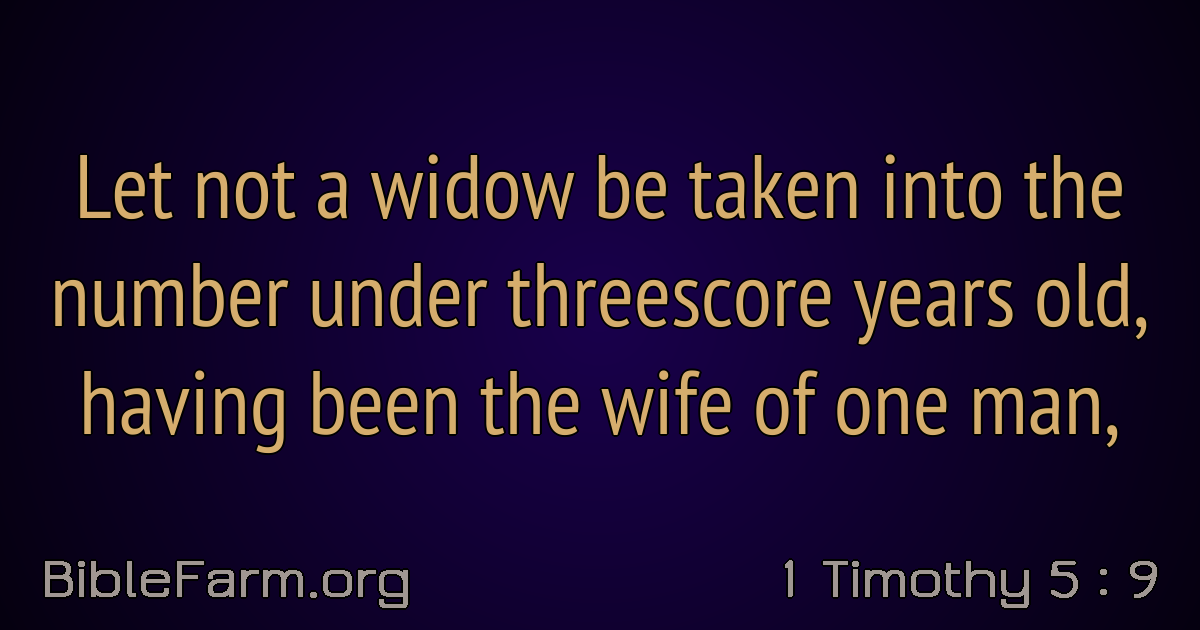 Let not a widow be taken into the
number under threescore years old,
having been the wife of one man,
BibleFarm.org
1 Timothy 5 : 9